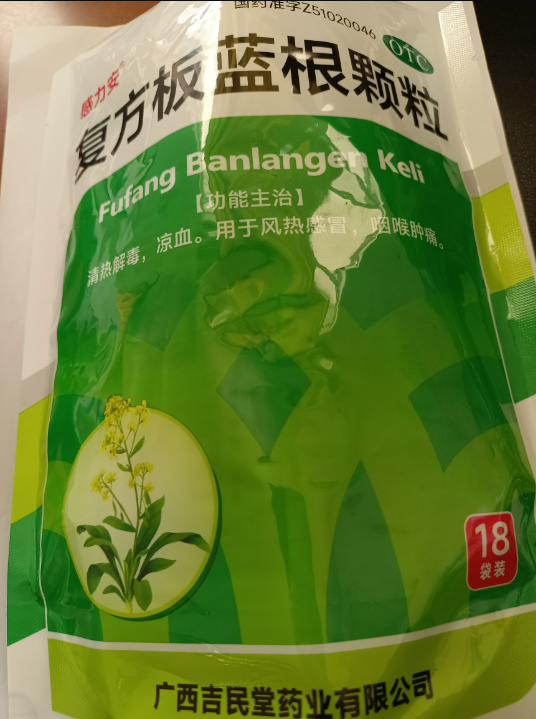 国药准字Z51020046
OTC
感力安®
复方板蓝根颗粒
Fufang Banlangen Keli
【功能主治】
清热解毒，凉血。用于风热感冒，咽喉肿痛。
18
袋装
广西吉民堂药业有限公司